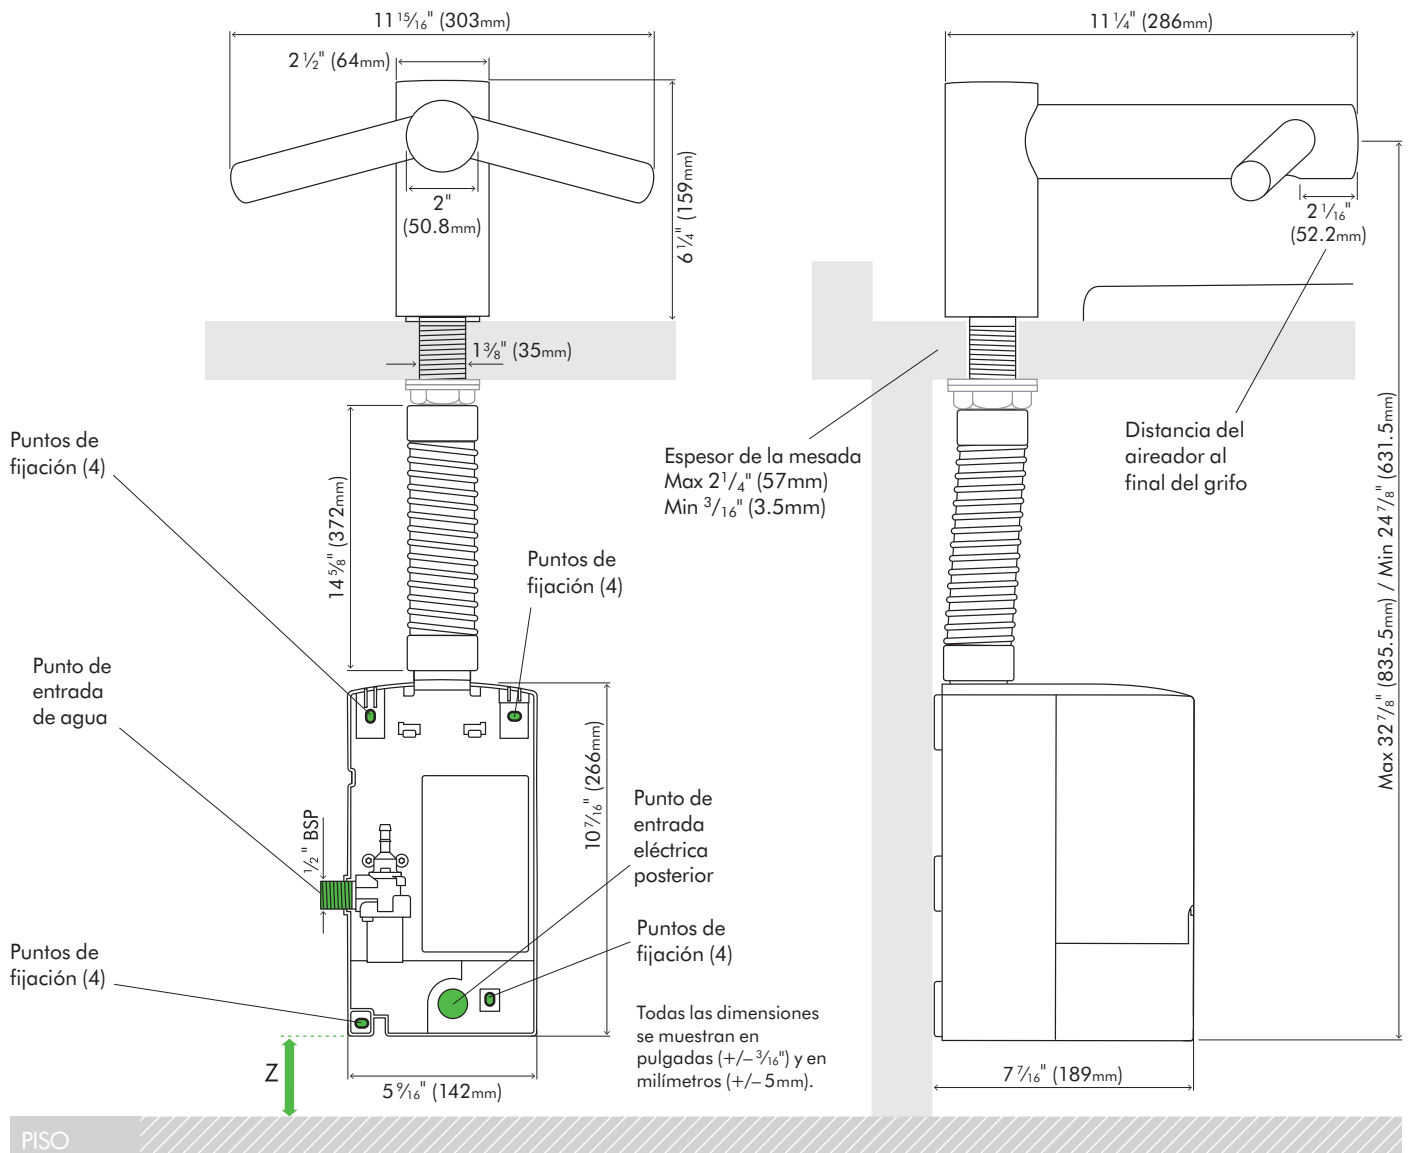 11 15/16" (303mm)
2 1/2" (64mm)
2"
(50.8mm)
6 1/4" (159mm)
1 3/8" (35mm)
11 1/4" (286mm)
2 1/16"
(52.2mm)
Puntos de
fijación (4)
14 5/8" (372mm)
Puntos de
fijación (4)
Espesor de la mesada
Max 2 1/4" (57mm)
Min 3/16" (3.5mm)
Distancia del
aireador al
final del grifo
Max 32 7/8" (835.5mm) / Min 24 7/8" (631.5mm)
Punto de
entrada
de agua
1/2" BSP
10 7/16" (266mm)
Punto de
entrada
eléctrica
posterior
Puntos de
fijación (4)
Puntos de
fijación (4)
Todas las dimensiones
se muestran en
pulgadas (+/– 3/16") y en
milímetros (+/– 5mm).
Z
5 9/16" (142mm)
7 7/16" (189mm)
PISO